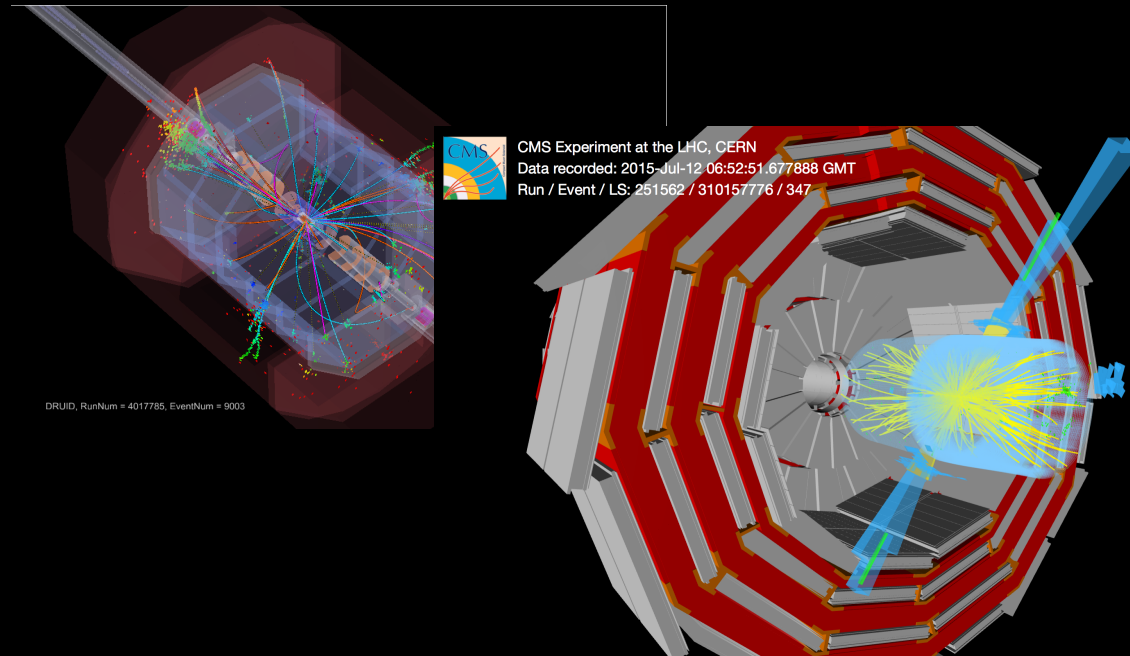 CMS
CMS Experiment at the LHC, CERN
Data recorded: 2015-Jul-12 06:52:51.677888 GMT
Run / Event / LS: 251562 / 310157776 / 347
DRUID, RunNum = 4017785, EventNum = 9003